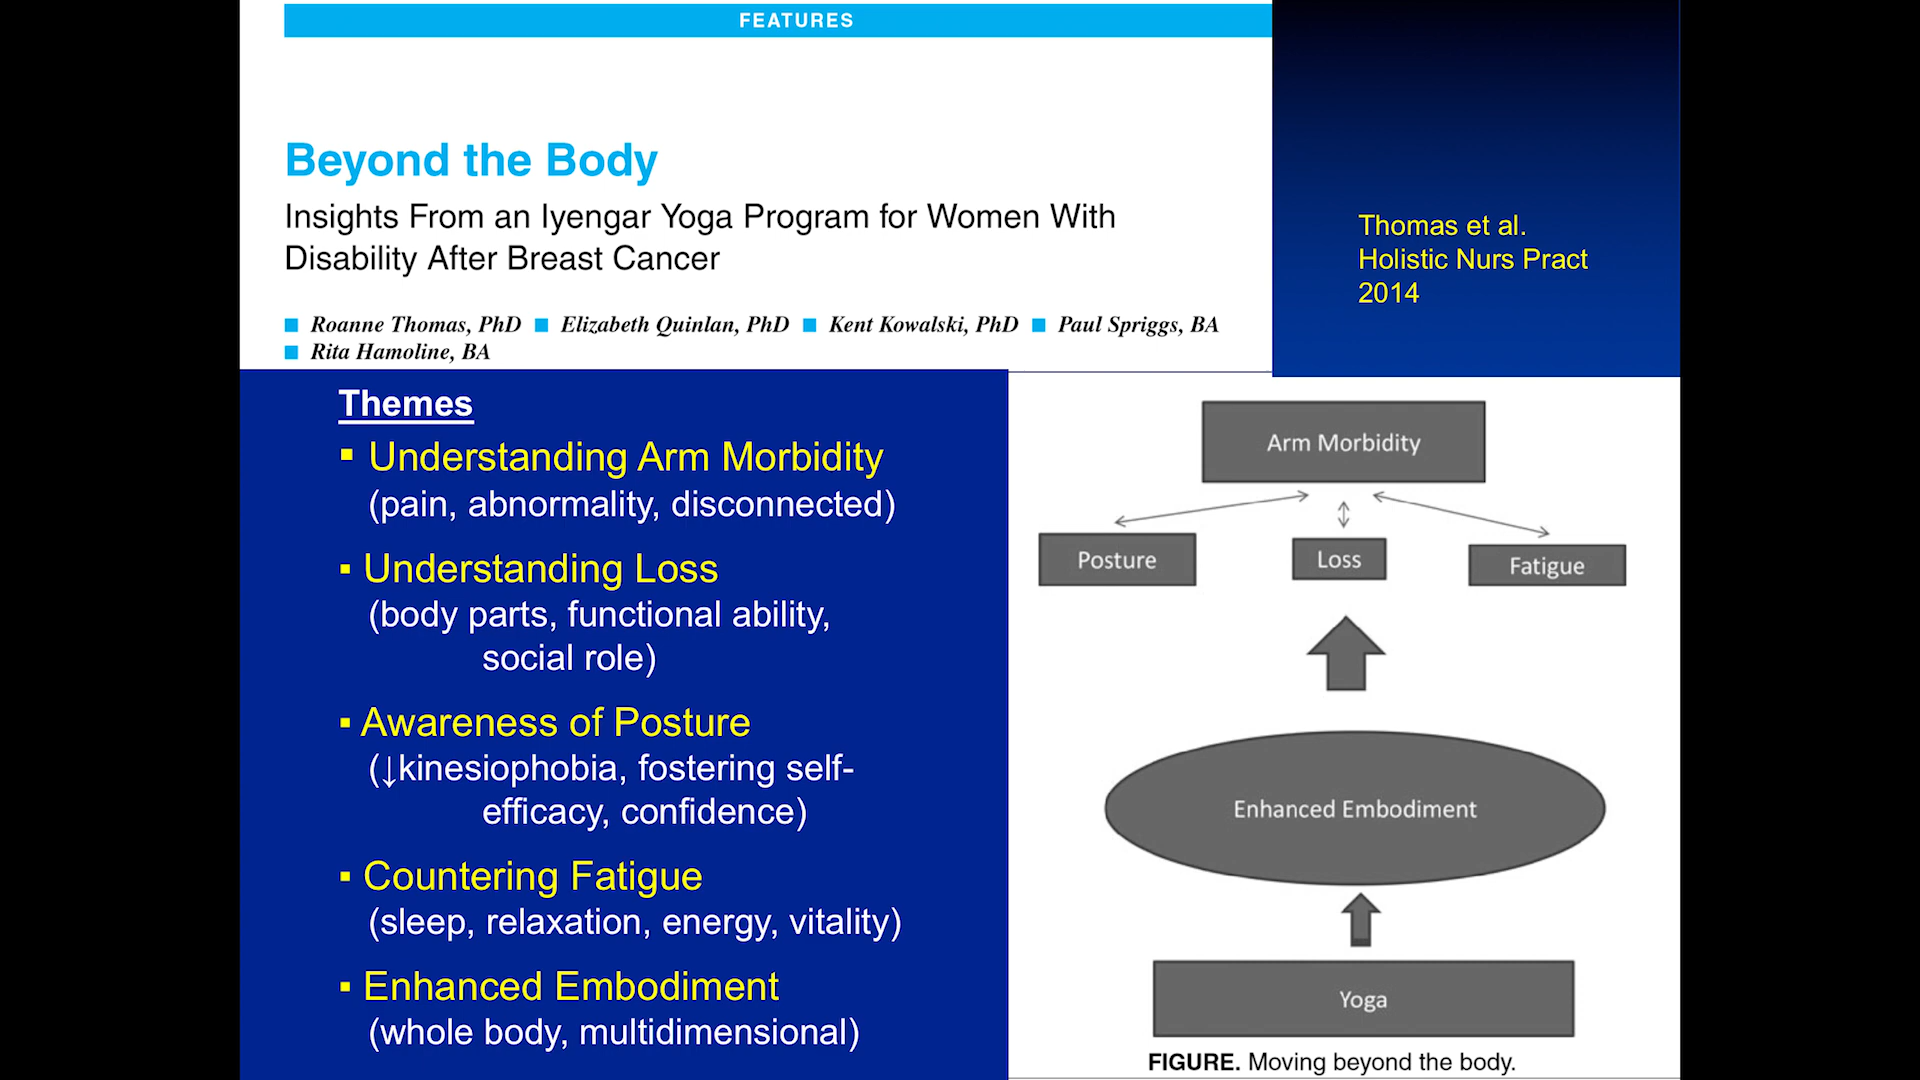 FEATURES
Beyond the Body
Insights From an Iyengar Yoga Program for Women With
Disability After Breast Cancer
■ Roanne Thomas, PhD ■ Elizabeth Quinlan, PhD ■ Kent Kowalski, PhD ■ Paul Spriggs, BA
■ Rita Hamoline, BA
Thomas et al.
Holistic Nurs Pract
2014
Themes
▪ Understanding Arm Morbidity
(pain, abnormality, disconnected)
▪ Understanding Loss
(body parts, functional ability,
social role)
▪ Awareness of Posture
(↓kinesiophobia, fostering self-
efficacy, confidence)
▪ Countering Fatigue
(sleep, relaxation, energy, vitality)
▪ Enhanced Embodiment
(whole body, multidimensional)
Arm Morbidity
Posture
Loss
Fatigue
Enhanced Embodiment
Yoga
FIGURE. Moving beyond the body.